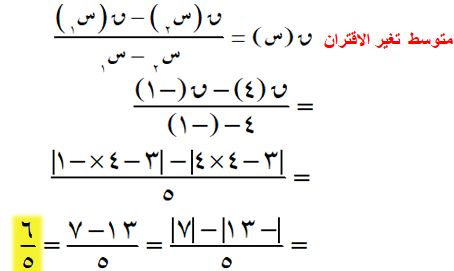 متوسط تغير الاقتران ق(س) = (ق(س٢) – ق(س١)) / (س٢ – س١)
= (ق(٤) – ق(–١)) / (٤ – (–١))
= (|٣ – ٤×٤| – |٣ – ٤×–١|) / ٥
= (|–١٣| – |٧|) / ٥ = (١٣ – ٧) / ٥ = ٦/٥